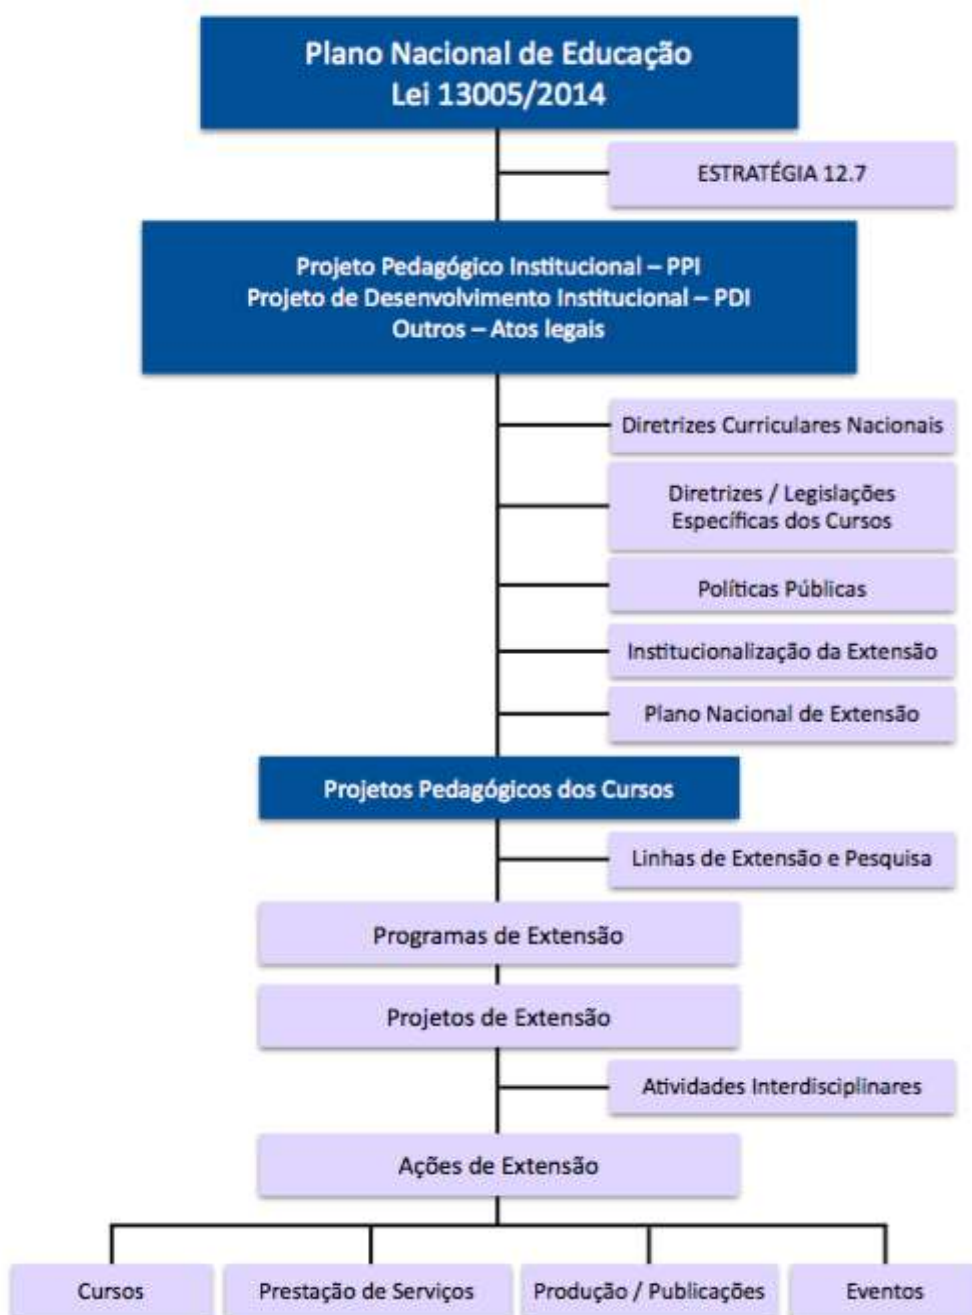 Plano Nacional de Educação
Lei 13005/2014
ESTRATÉGIA 12.7
Projeto Pedagógico Institucional – PPI
Projeto de Desenvolvimento Institucional – PDI
Outros – Atos legais
Diretrizes Curriculares Nacionais
Diretrizes / Legislações
Específicas dos Cursos
Políticas Públicas
Institucionalização da Extensão
Plano Nacional de Extensão
Projetos Pedagógicos dos Cursos
Linhas de Extensão e Pesquisa
Programas de Extensão
Projetos de Extensão
Atividades Interdisciplinares
Ações de Extensão
Cursos
Prestação de Serviços
Produção / Publicações
Eventos